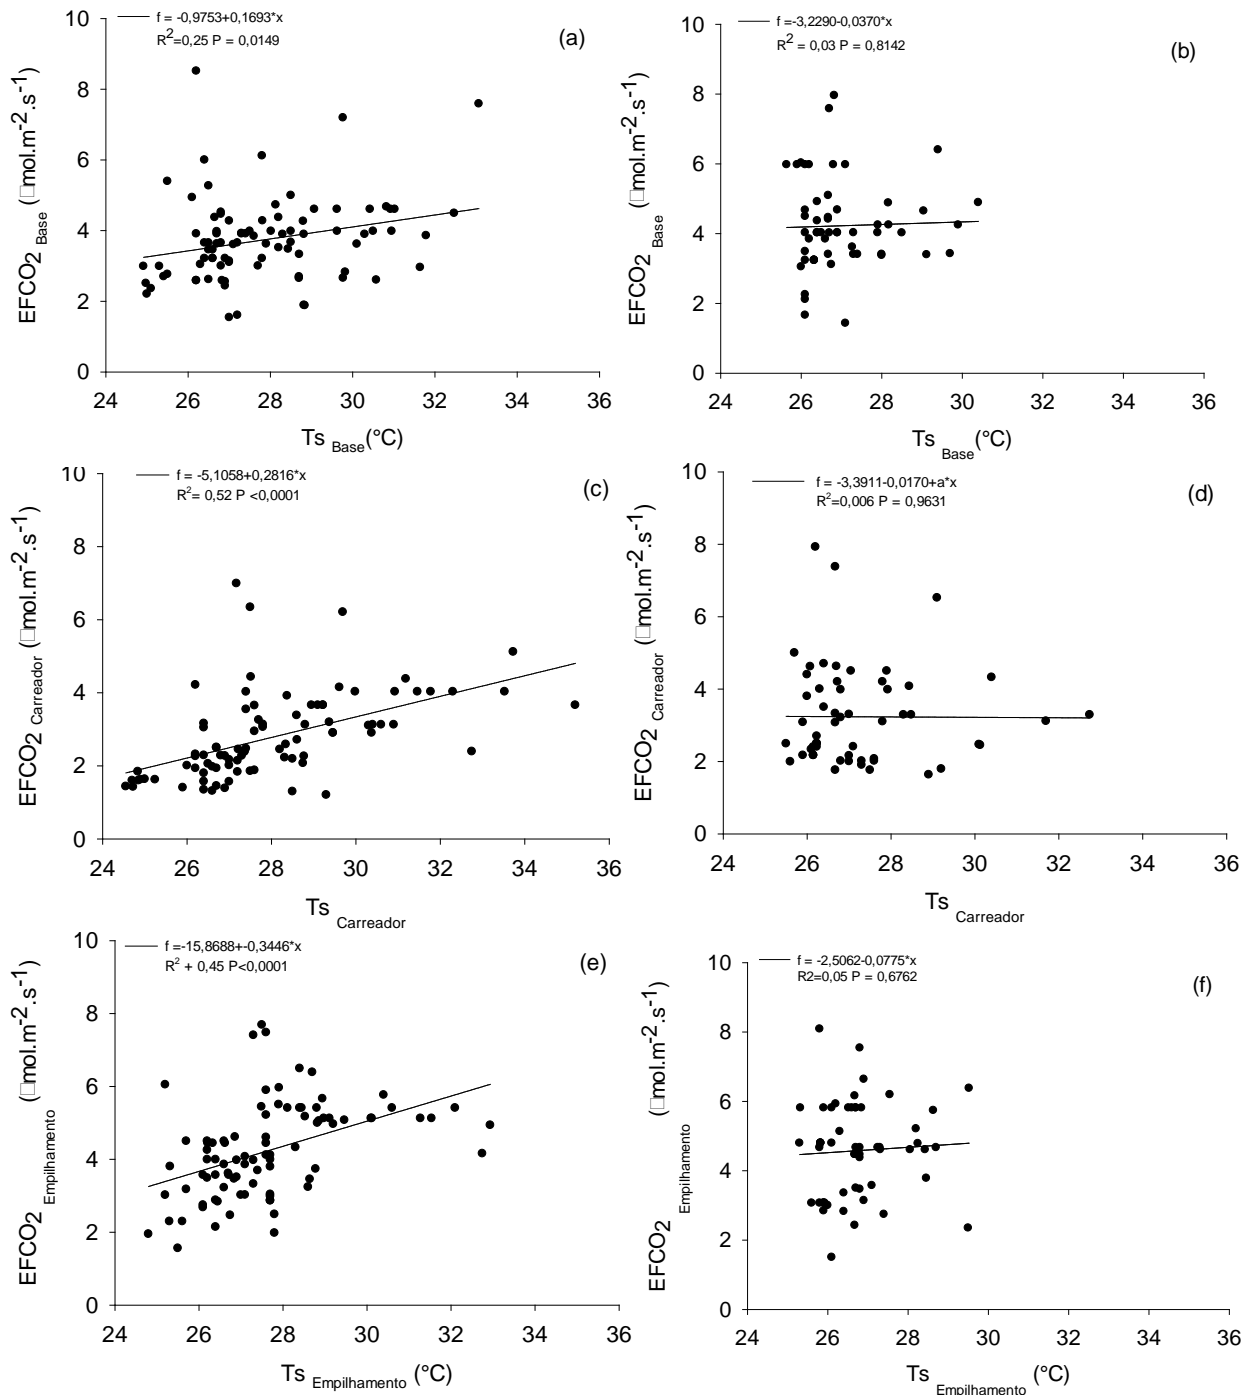 f = -0,9753+0,1693*x
R2=0,25 P = 0,0149
(a)
EFCO2 Base (□mol.m-2.s-1)
10
8
6
4
2
0
24 26 28 30 32 34 36
Ts Base(°C)
f =-3,2290-0,0370*x
R2 = 0,03 P = 0,8142
(b)
EFCO2 Base (□mol.m-2.s-1)
10
8
6
4
2
0
24 26 28 30 32 34 36
Ts Base (°C)
f = -5,1058+0,2816*x
R2= 0,52 P <0,0001
(c)
EFCO2 Carreador (□mol.m-2.s-1)
10
8
6
4
2
0
24 26 28 30 32 34 36
Ts Carreador
f = -3,3911-0,0170+a*x
R2=0,006 P = 0,9631
(d)
EFCO2 Carreador (□mol.m-2.s-1)
10
8
6
4
2
0
24 26 28 30 32 34 36
Ts Carreador
f =-15,8688+-0,3446*x
R2 + 0,45 P<0,0001
(e)
EFCO2 Empilhamento (□mol.m-2.s-1)
10
8
6
4
2
0
24 26 28 30 32 34 36
Ts Empilhamento (°C)
f = -2,5062-0,0775*x
R2=0,05 P = 0,6762
(f)
EFCO2 Empilhamento (□mol.m-2.s-1)
10
8
6
4
2
0
24 26 28 30 32 34 36
Ts Empilhamento (°C)